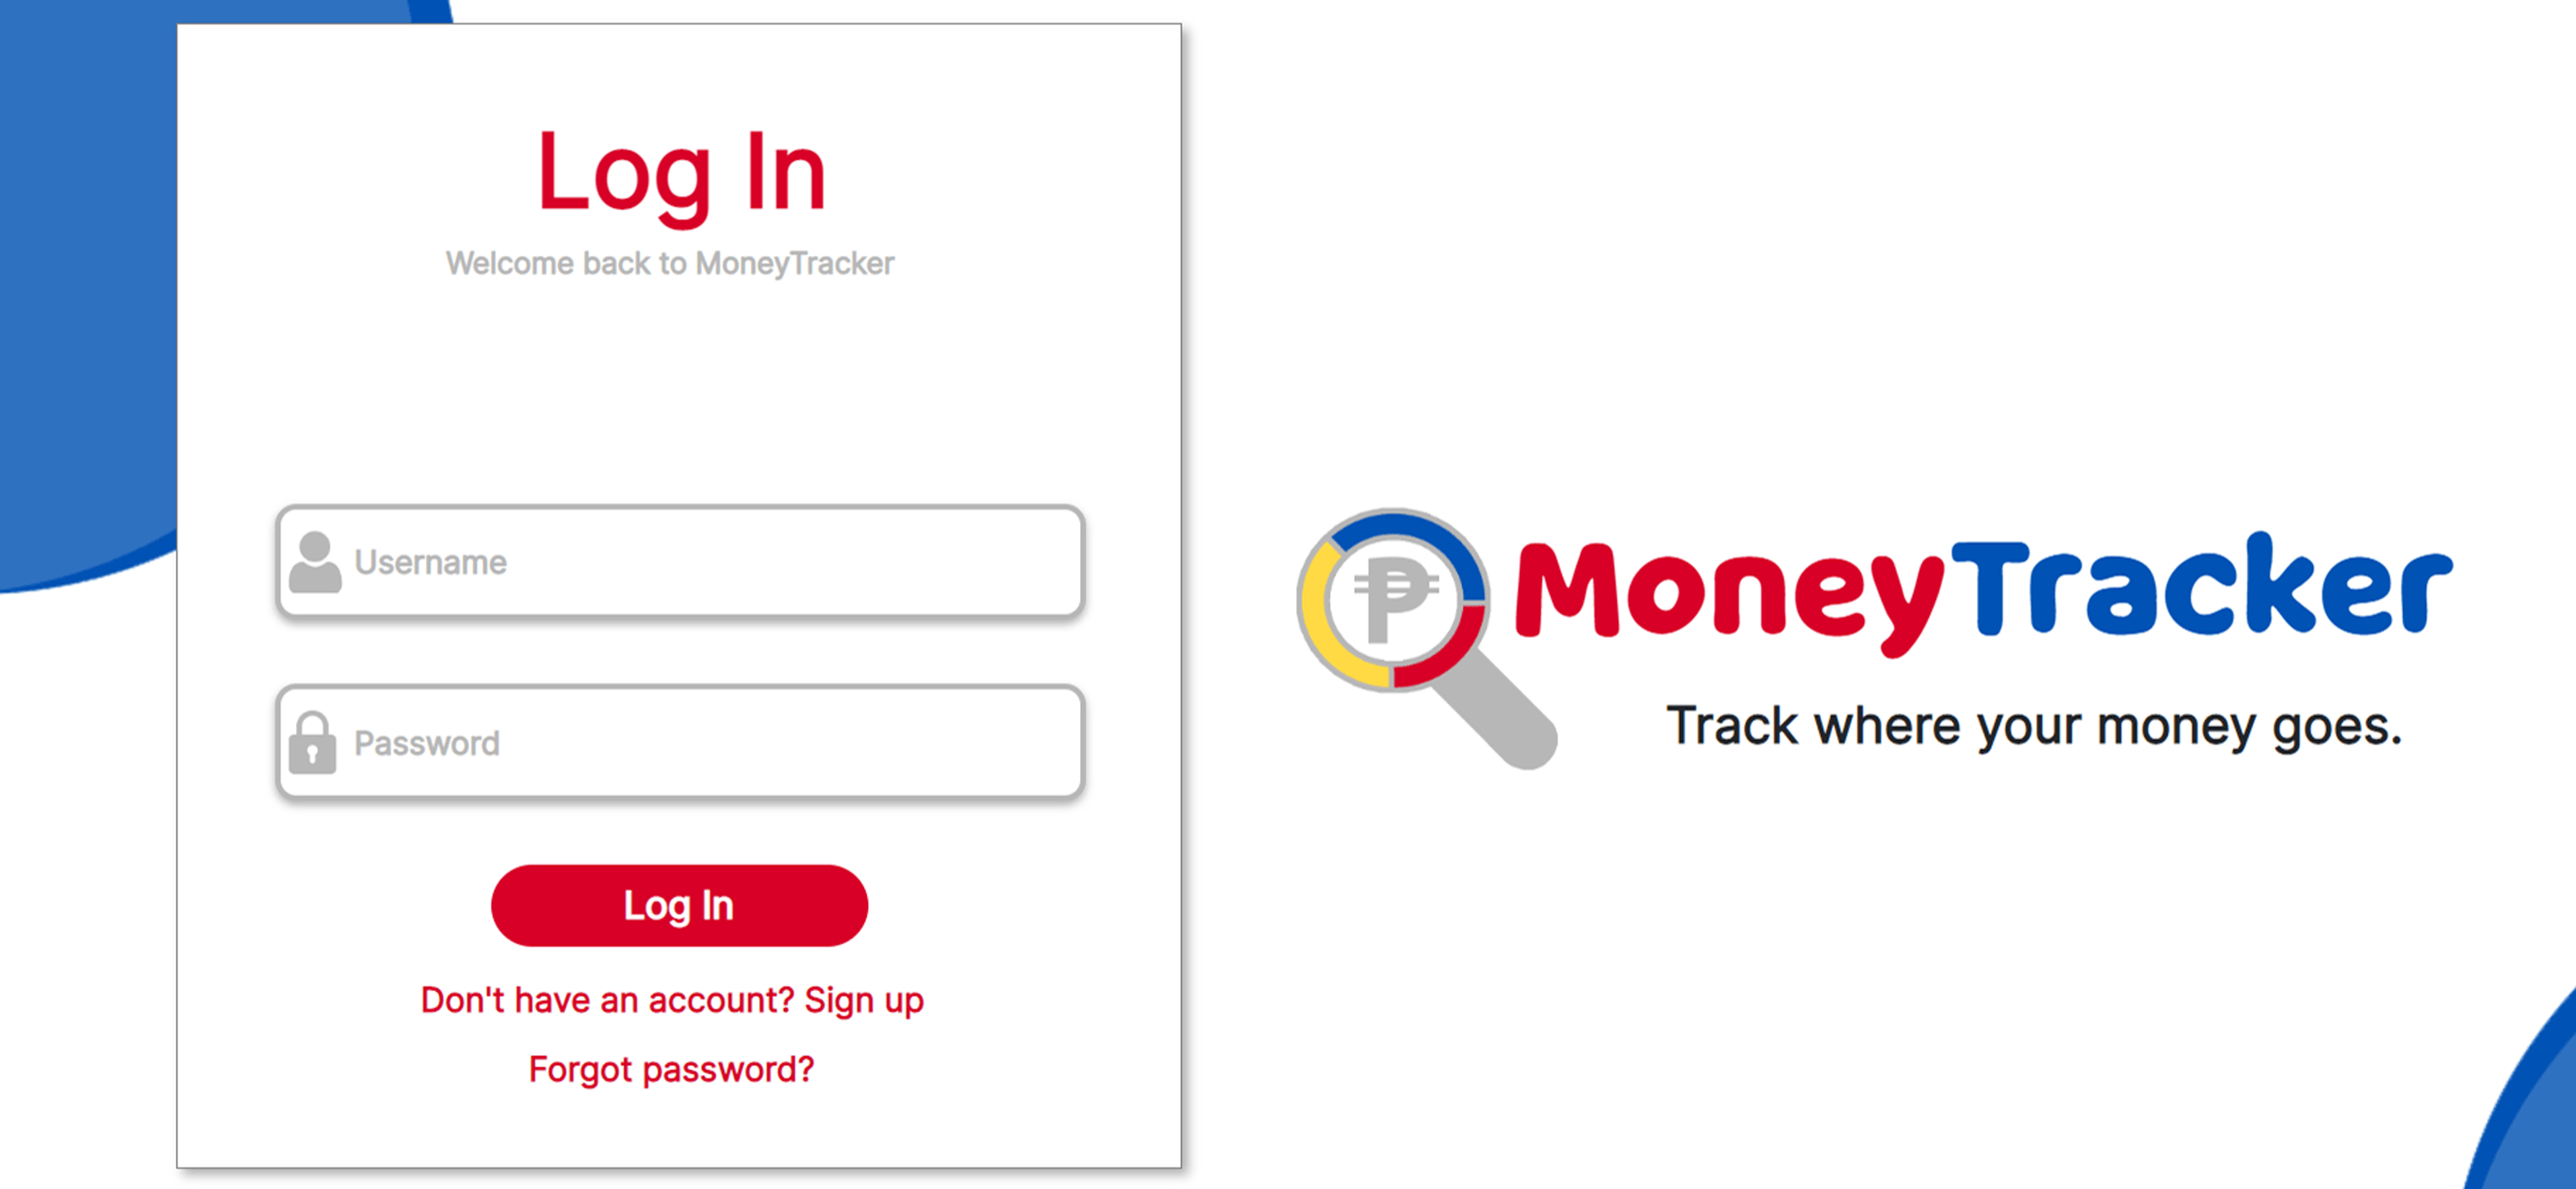 Log In
Welcome back to MoneyTracker
Username
Password
Log In
Don't have an account? Sign up
Forgot password?
₱
MoneyTracker
Track where your money goes.